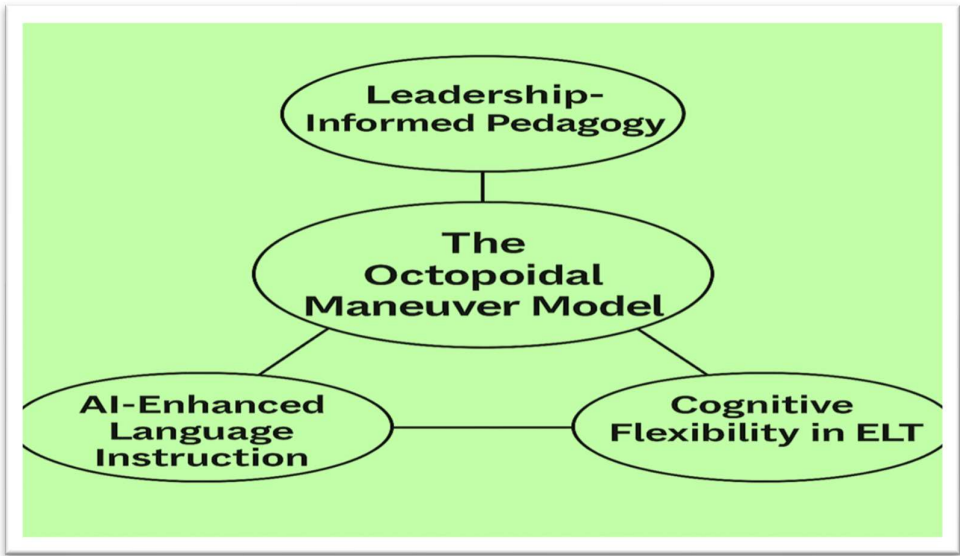 Leadership-
Informed Pedagogy
The
Octopoidal
Maneuver Model
AI-Enhanced
Language
Instruction
Cognitive
Flexibility in ELT